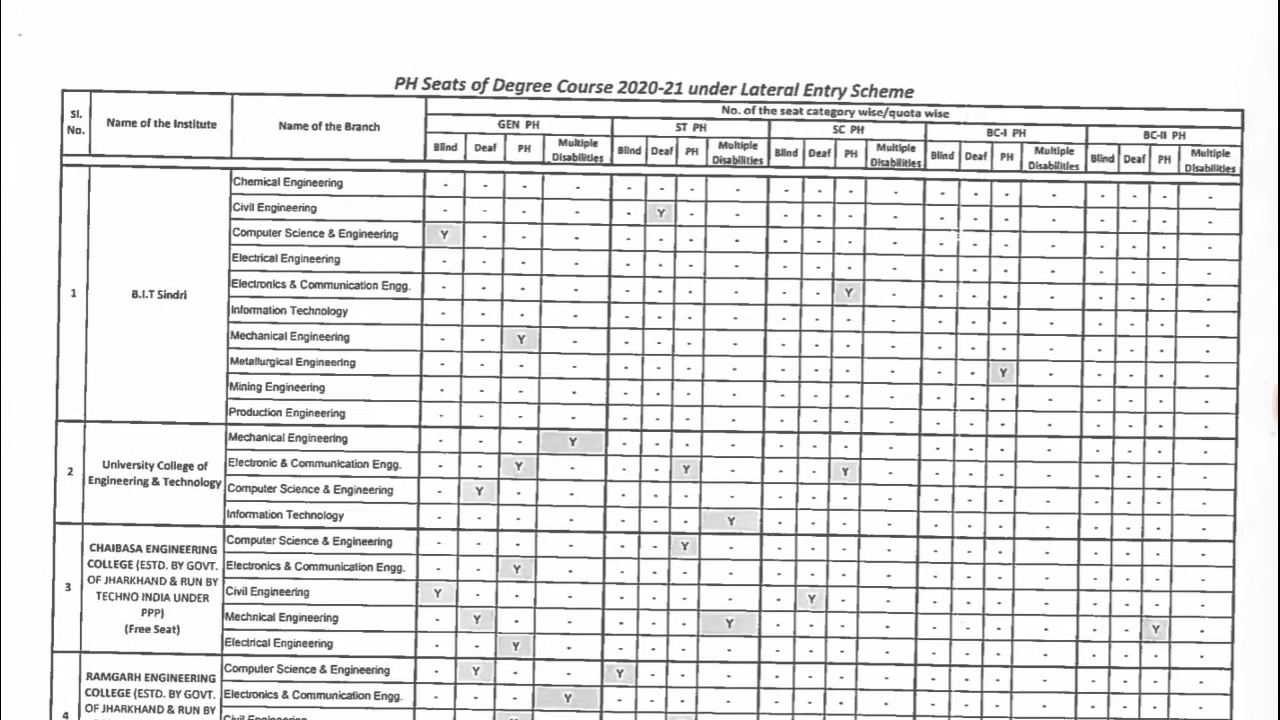 PH Seats of Degree Course 2020-21 under Lateral Entry Scheme
Sl. No. Name of the Institute Name of the Branch No. of the seat category wise/quota wise
GEN PH ST PH SC PH BC-I PH BC-II PH
Blind Deaf PH Multiple Disabilities Blind Deaf PH Multiple Disabilities Blind Deaf PH Multiple Disabilities Blind Deaf PH Multiple Disabilities Blind Deaf PH Multiple Disabilities
1 B.I.T Sindri
Chemical Engineering - - - - - - - - - - - - - - - - - - - -
Civil Engineering - - - - - Y - - - - - - - - - - - - - -
Computer Science & Engineering Y - - - - - - - - - - - - - - - - - - -
Electrical Engineering - - - - - - - - - - - - - - - - - - - -
Electronics & Communication Engg. - - - - - - - - - - Y - - - - - - - - -
Information Technology - - - - - - - - - - - - - - - - - - - -
Mechanical Engineering - - Y - - - - - - - - - - - - - - - - -
Metallurgical Engineering - - - - - - - - - - - - - - Y - - - - -
Mining Engineering - - - - - - - - - - - - - - - - - - - -
Production Engineering - - - - - - - - - - - - - - - - - - - -
2 University College of Engineering & Technology
Mechanical Engineering - - - Y - - - - - - - - - - - - - - - -
Electronic & Communication Engg. - - Y - - - Y - - - Y - - - - - - - - -
Computer Science & Engineering - Y - - - - - - - - - - - - - - - - - -
Information Technology - - - - - - - Y - - - - - - - - - - - -
3 CHAIBASA ENGINEERING
COLLEGE (ESTD. BY GOVT.
OF JHARKHAND & RUN BY
TECHNO INDIA UNDER
PPP)
(Free Seat)
Computer Science & Engineering - - - - - - Y - - - - - - - - - - - - -
Electronics & Communication Engg. - - Y - - - - - - - - - - - - - - - - -
Civil Engineering Y - - - - - - - - Y - - - - - - - - - -
Mechnical Engineering - Y - - - - - Y - - - - - - - - - - Y -
Electrical Engineering - - Y - - - - - - - - - - - - - - - - -
4 RAMGARH ENGINEERING
COLLEGE (ESTD. BY GOVT.
OF JHARKHAND & RUN BY
Computer Science & Engineering - Y - - Y - - - - - - - - - - - - - - -
Electronics & Communication Engg. - - - Y - - - - - - - - - - - - - - - -
Civil Engineering